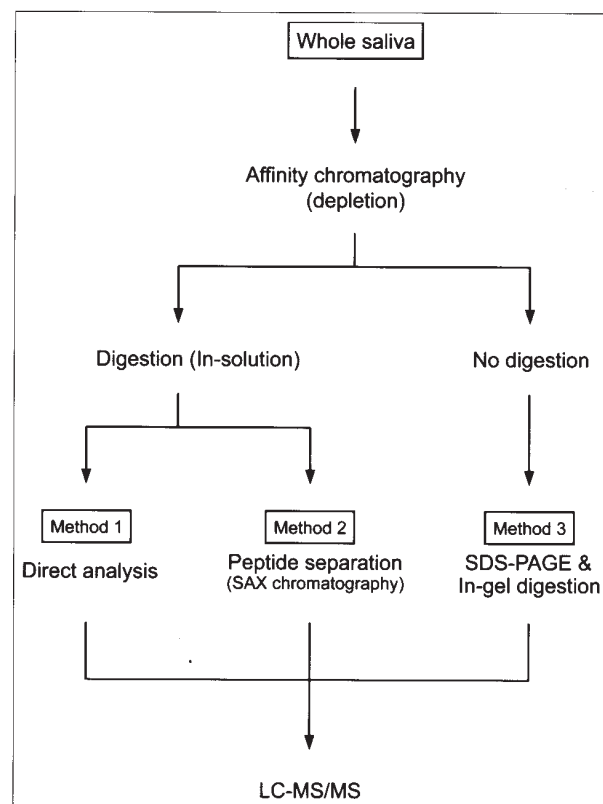 Whole saliva
Affinity chromatography
(depletion)
Digestion (In-solution)
No digestion
Method 1
Direct analysis
Method 2
Peptide separation
(SAX chromatography)
Method 3
SDS-PAGE &
In-gel digestion
LC-MS/MS